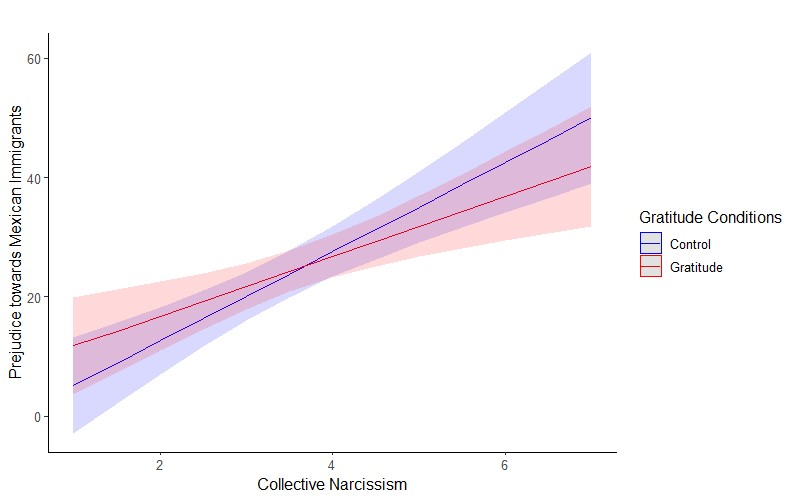 Prejudice towards Mexican Immigrants
60
40
20
0
2
4
6
Collective Narcissism
Gratitude Conditions
Control
Gratitude